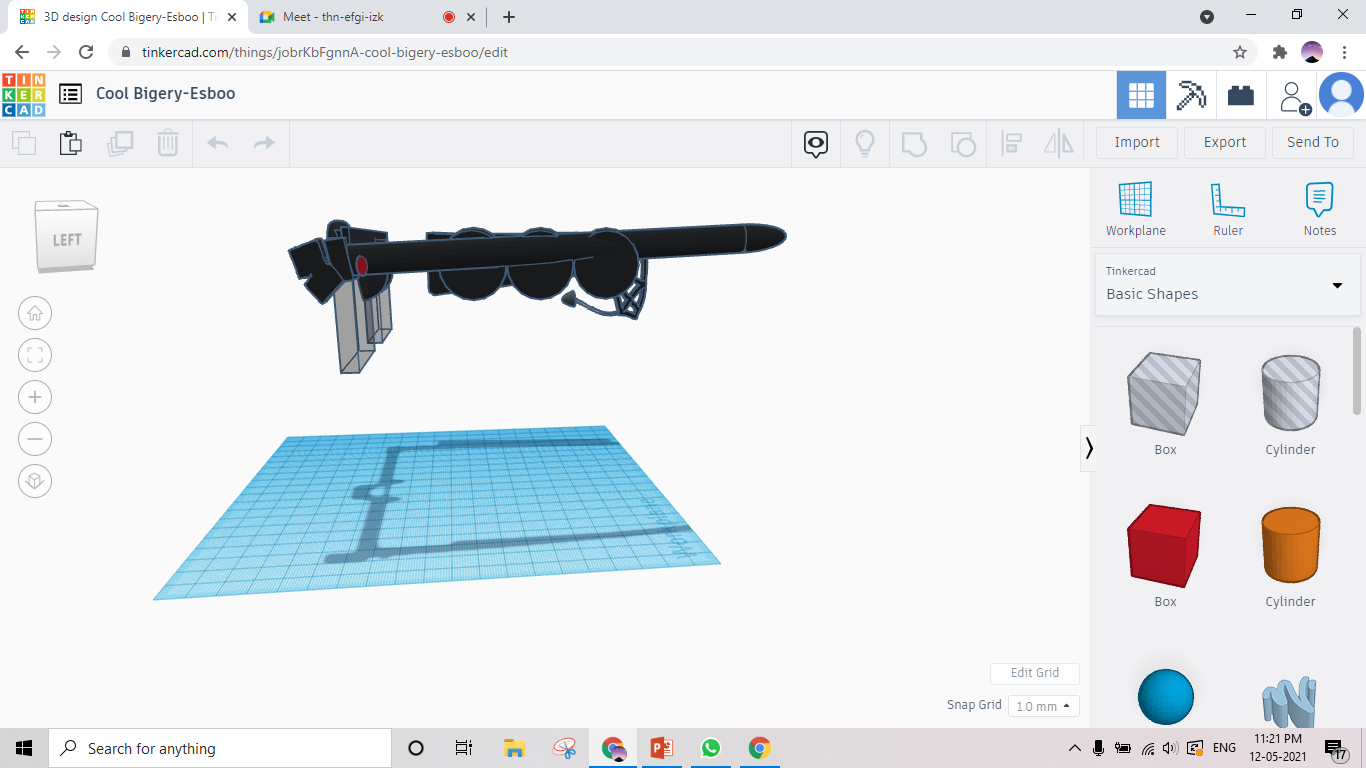 3D design Cool Bigery-Esboo | Ti
Meet - thn-efgi-izk
tinkercad.com/things/jobrKbFgnnA-cool-bigery-esboo/edit
TIN
KER
CAD
Cool Bigery-Esboo
Import
Export
Send To
LEFT
Workplane
Ruler
Notes
Tinkercad
Basic Shapes
Box
Cylinder
Box
Cylinder
Workplane
Edit Grid
Snap Grid
1.0 mm
Search for anything
ENG
11:21 PM
12-05-2021
17